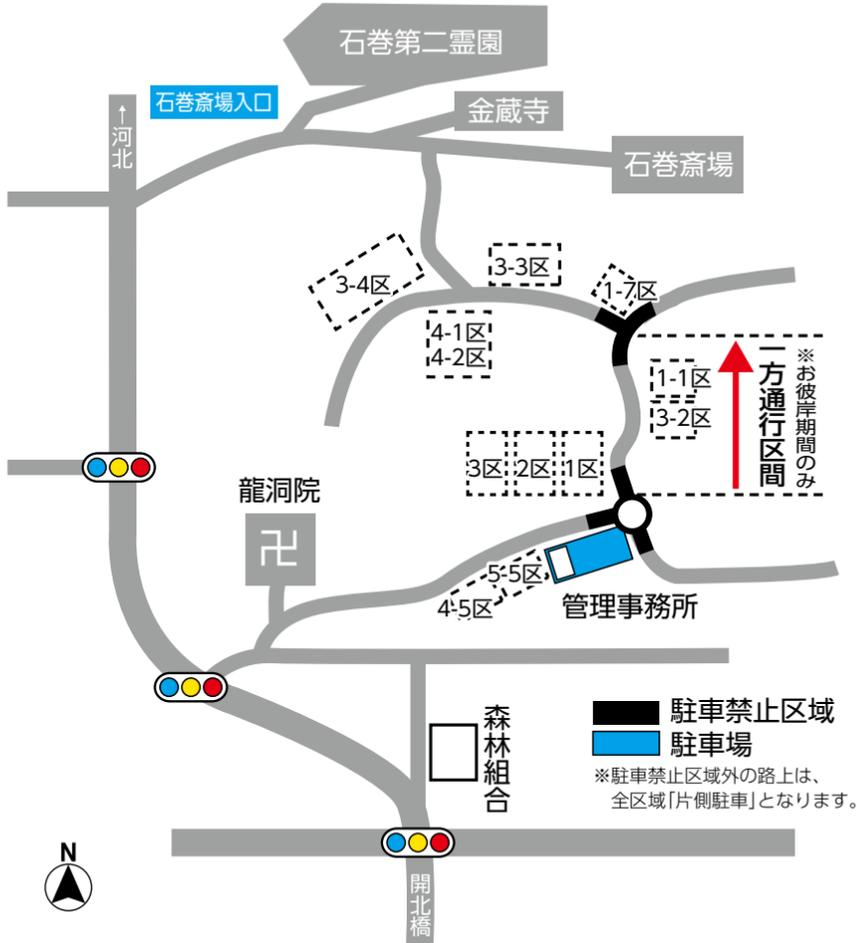 石巻第二霊園
石巻斎場入口
金蔵寺
↑河北
石巻斎場
3-3区
3-4区
1-7区
4-1区
4-2区
1-1区
3-2区
一方通行区間
※お彼岸期間のみ
3区
2区
1区
龍洞院
卍
5-5区
4-5区
管理事務所
森林組合
駐車禁止区域
駐車場
※駐車禁止区域外の路上は、
全区域「片側駐車」となります。
N
開北橋